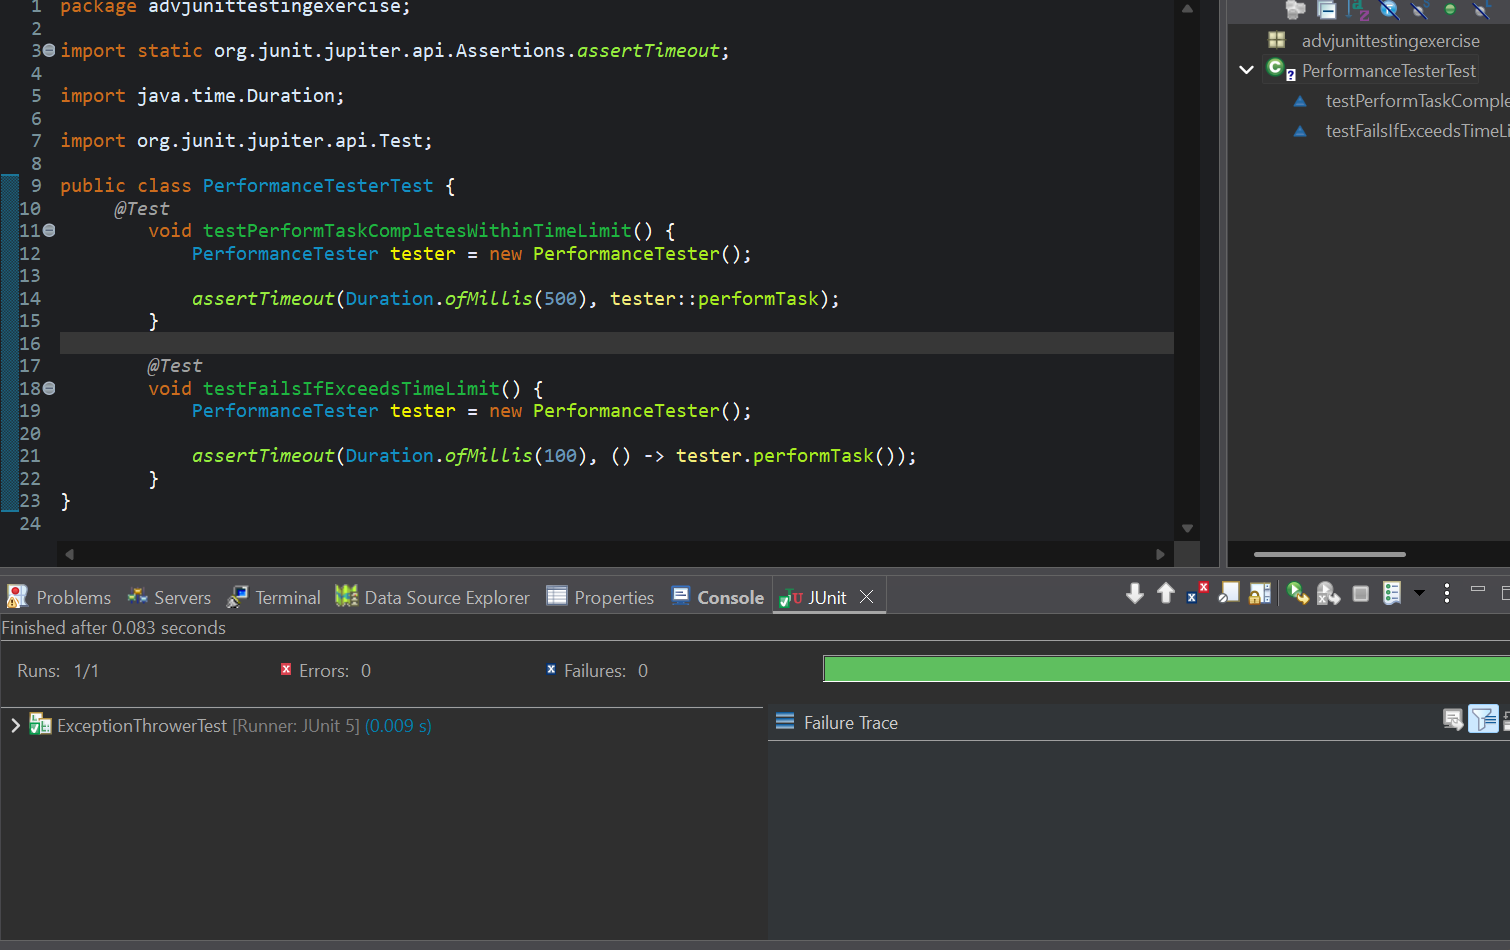 1 package advjunittestingexercise;
2
3 import static org.junit.jupiter.api.Assertions.assertTimeout;
4
5 import java.time.Duration;
6
7 import org.junit.jupiter.api.Test;
8
9 public class PerformanceTesterTest {
10 @Test
11 void testPerformTaskCompletesWithinTimeLimit() {
12 PerformanceTester tester = new PerformanceTester();
13
14 assertTimeout(Duration.ofMillis(500), tester::performTask);
15 }
16
17 @Test
18 void testFailsIfExceedsTimeLimit() {
19 PerformanceTester tester = new PerformanceTester();
20
21 assertTimeout(Duration.ofMillis(100), () -> tester.performTask());
22 }
23 }
24
advjunittestingexercise
PerformanceTesterTest
testPerformTaskComple
testFailsIfExceedsTimeLi
Problems Servers Terminal Data Source Explorer Properties Console JUnit
Finished after 0.083 seconds
Runs: 1/1 Errors: 0 Failures: 0
ExceptionThrowerTest [Runner: JUnit 5] (0.009 s)
Failure Trace